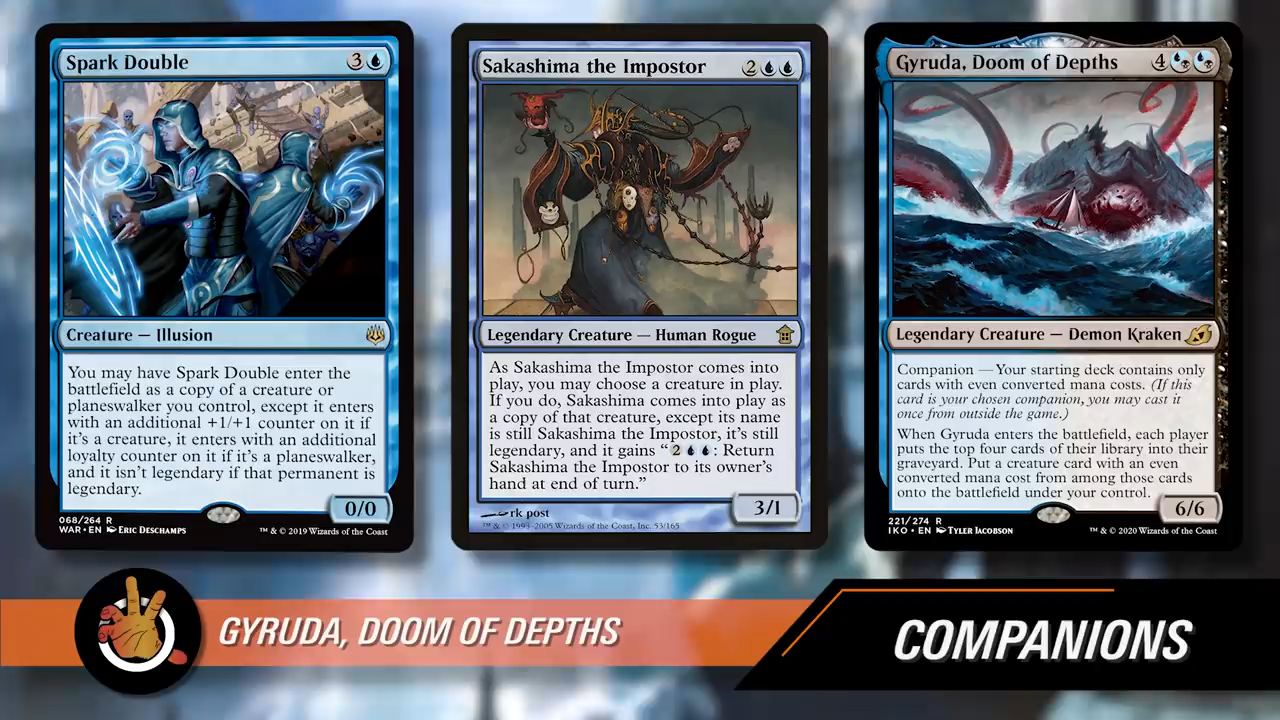 Spark Double 3
Creature — Illusion
You may have Spark Double enter the
battlefield as a copy of a creature or
planeswalker you control, except it enters
with an additional +1/+1 counter on it if
it's a creature, it enters with an additional
loyalty counter on it if it's a planeswalker,
and it isn't legendary if that permanent is
legendary.
0/0
068/264 R
WAR • EN Eric Deschamps
™ & © 2019 Wizards of the Coast
Sakashima the Impostor 2
Legendary Creature — Human Rogue
As Sakashima the Impostor comes into
play, you may choose a creature in play.
If you do, Sakashima comes into play as
a copy of that creature, except its name
is still Sakashima the Impostor, it's still
legendary, and it gains “2: Return
Sakashima the Impostor to its owner's
hand at end of turn.”
3/1
rk post
™ & © 1993–2005 Wizards of the Coast, Inc. 53/165
Gyruda, Doom of Depths 4
Legendary Creature — Demon Kraken
Companion — Your starting deck contains only
cards with even converted mana costs. (If this
card is your chosen companion, you may cast it
once from outside the game.)
When Gyruda enters the battlefield, each player
puts the top four cards of their library into their
graveyard. Put a creature card with an even
converted mana cost from among those cards
onto the battlefield under your control.
6/6
221/274 R
IKO • EN Tyler Jacobson
™ & © 2020 Wizards of the Coast
GYRUDA, DOOM OF DEPTHS
COMPANIONS